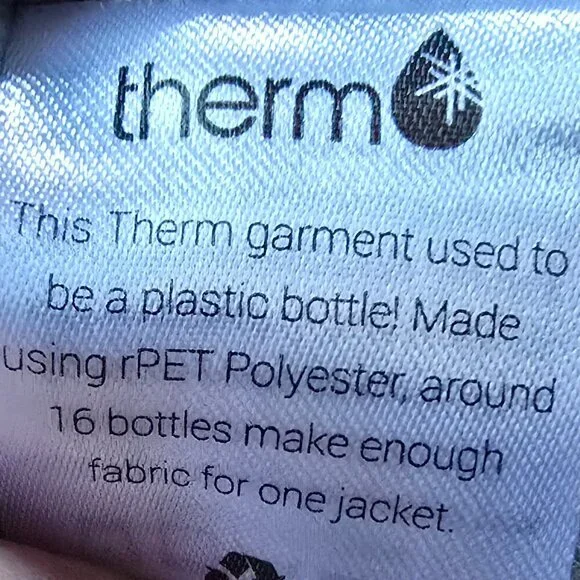 therm
This Therm garment used to
be a plastic bottle! Made
using rPET Polyester, around
16 bottles make enough
fabric for one jacket.